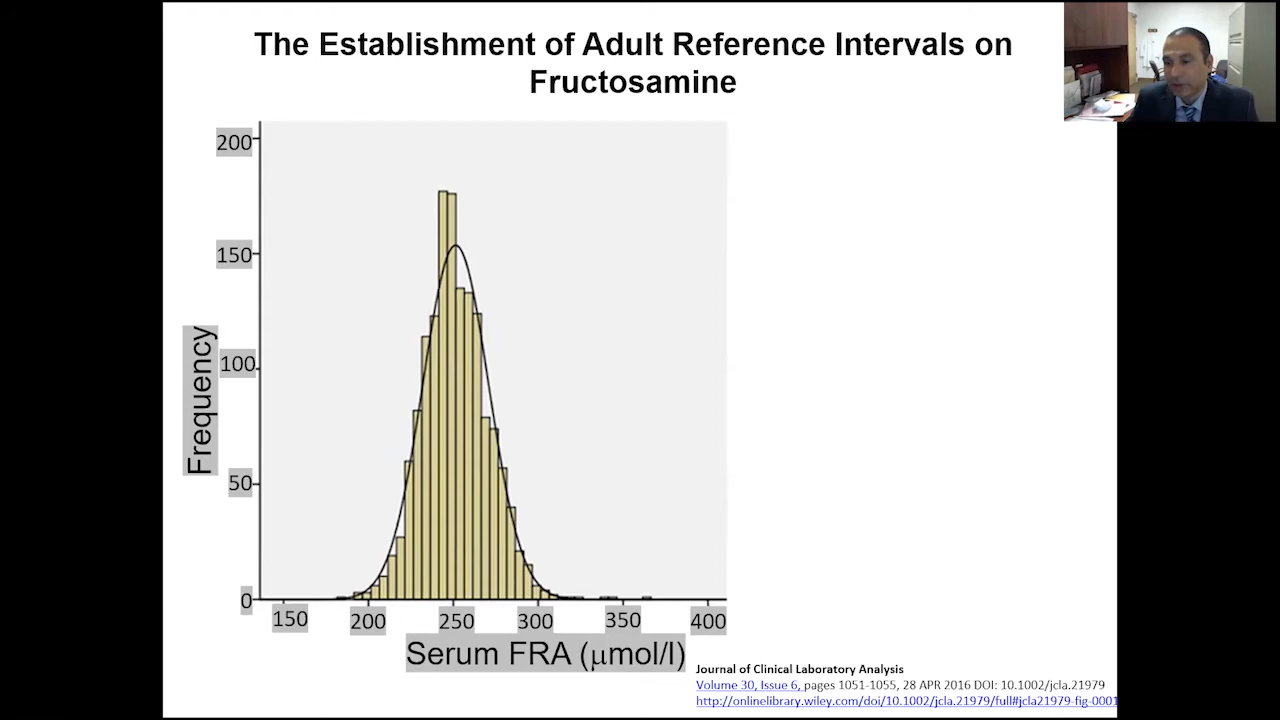 The Establishment of Adult Reference Intervals on
Fructosamine
200
150
100
50
0
Frequency
150 200 250 300 350 400
Serum FRA (μmol/l)
Journal of Clinical Laboratory Analysis
Volume 30, Issue 6, pages 1051-1055, 28 APR 2016 DOI: 10.1002/jcla.21979
http://onlinelibrary.wiley.com/doi/10.1002/jcla.21979/full#jcla21979-fig-0001